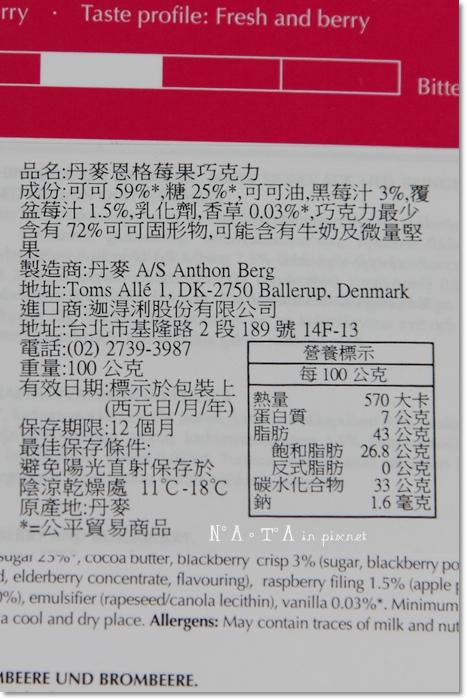 rry · Taste profile: Fresh and berry
Bitte
品名:丹麥恩格莓果巧克力
成份:可可 59%*,糖 25%*,可可油,黑莓汁 3%,覆
盆莓汁 1.5%,乳化劑,香草 0.03%*,巧克力最少
含有 72%可可固形物,可能含有牛奶及微量堅
果
製造商:丹麥 A/S Anthon Berg
地址:Toms Allé 1, DK-2750 Ballerup, Denmark
進口商:迦潯浰股份有限公司
地址:台北市基隆路 2 段 189 號 14F-13
電話:(02) 2739-3987
重量:100 公克
有效日期:標示於包裝上
(西元日/月/年)
保存期限:12 個月
最佳保存條件:
避免陽光直射保存於
陰涼乾燥處 11℃-18℃
原產地:丹麥
*=公平貿易商品
營養標示
每 100 公克
熱量 570 大卡
蛋白質 7 公克
脂肪 43 公克
飽和脂肪 26.8 公克
反式脂肪 0 公克
碳水化合物 33 公克
鈉 1.6 毫克
N°A·T°A in pixnet
sugar 25%*, cocoa butter, blackberry crisp 3% (sugar, blackberry po
d, elderberry concentrate, flavouring), raspberry filing 1.5% (apple p
0%), emulsifier (rapeseed/canola lecithin), vanilla 0.03%*. Minimum
a cool and dry place. Allergens: May contain traces of milk and nut
MBEERE UND BROMBEERE.